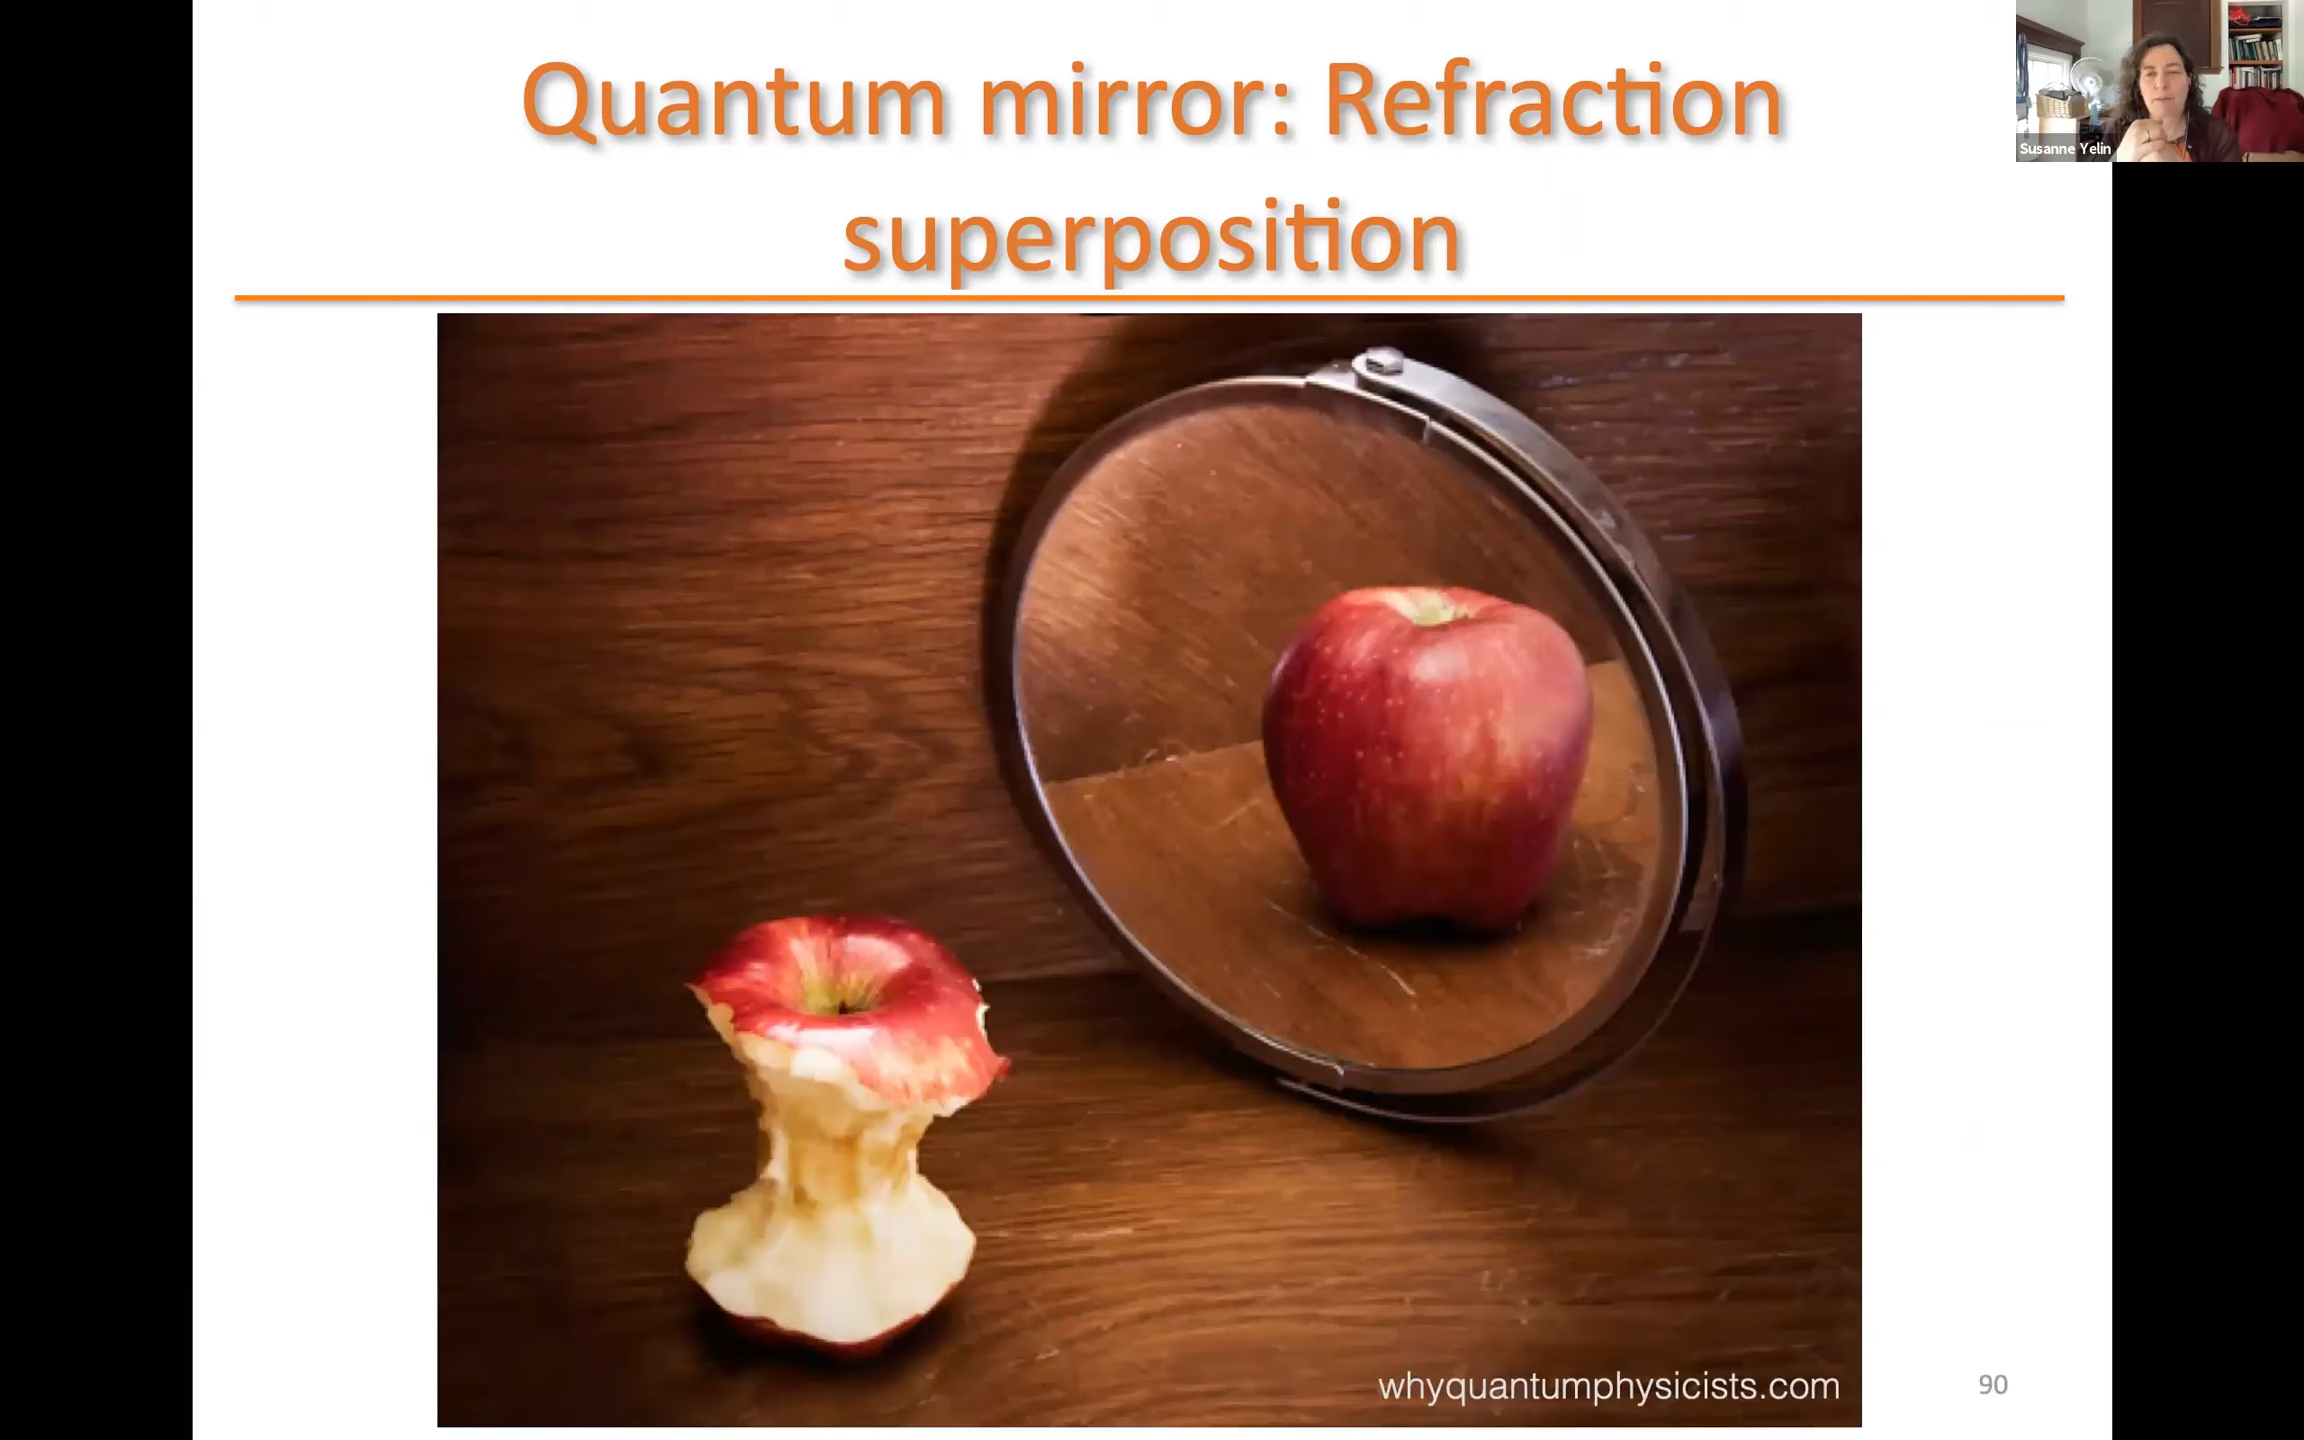 Quantum mirror: Refraction
superposition
Susanne Yelin
whyquantumphysicists.com
90